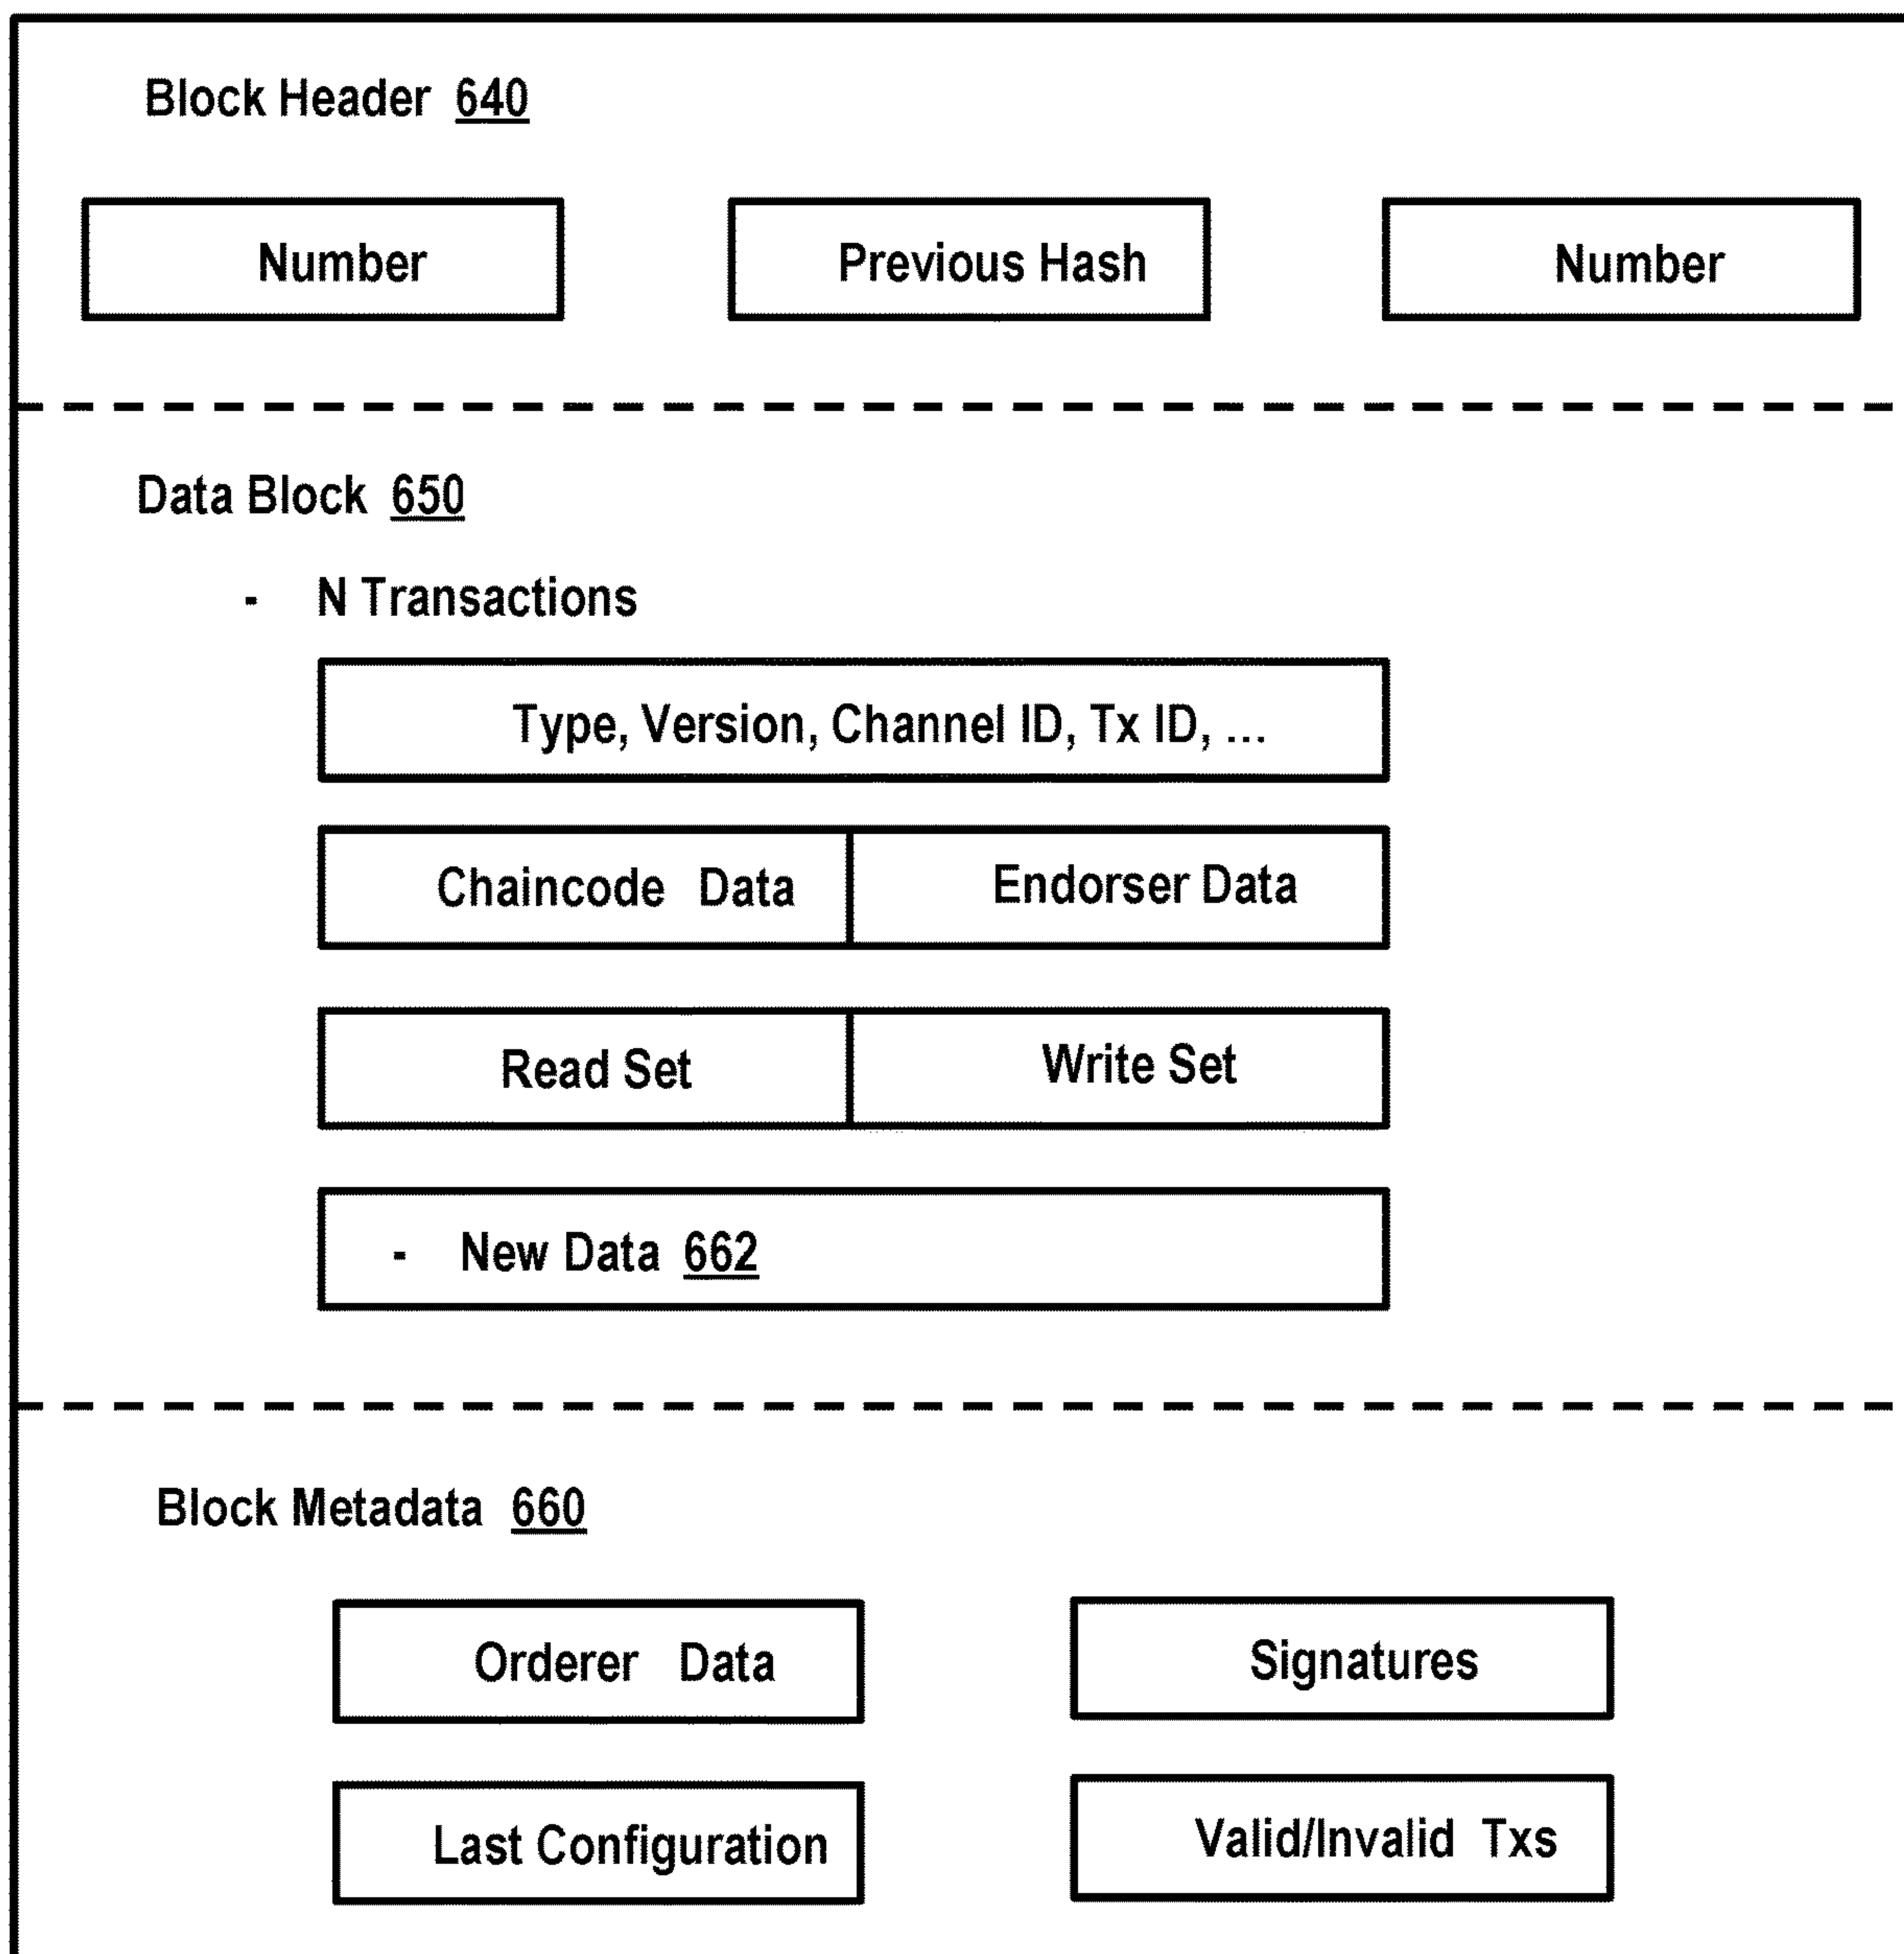 Block Header 640
Number Previous Hash Number
Data Block 650
- N Transactions
Type, Version, Channel ID, Tx ID, ...
Chaincode Data Endorser Data
Read Set Write Set
- New Data 662
Block Metadata 660
Orderer Data Signatures
Last Configuration Valid/Invalid Txs